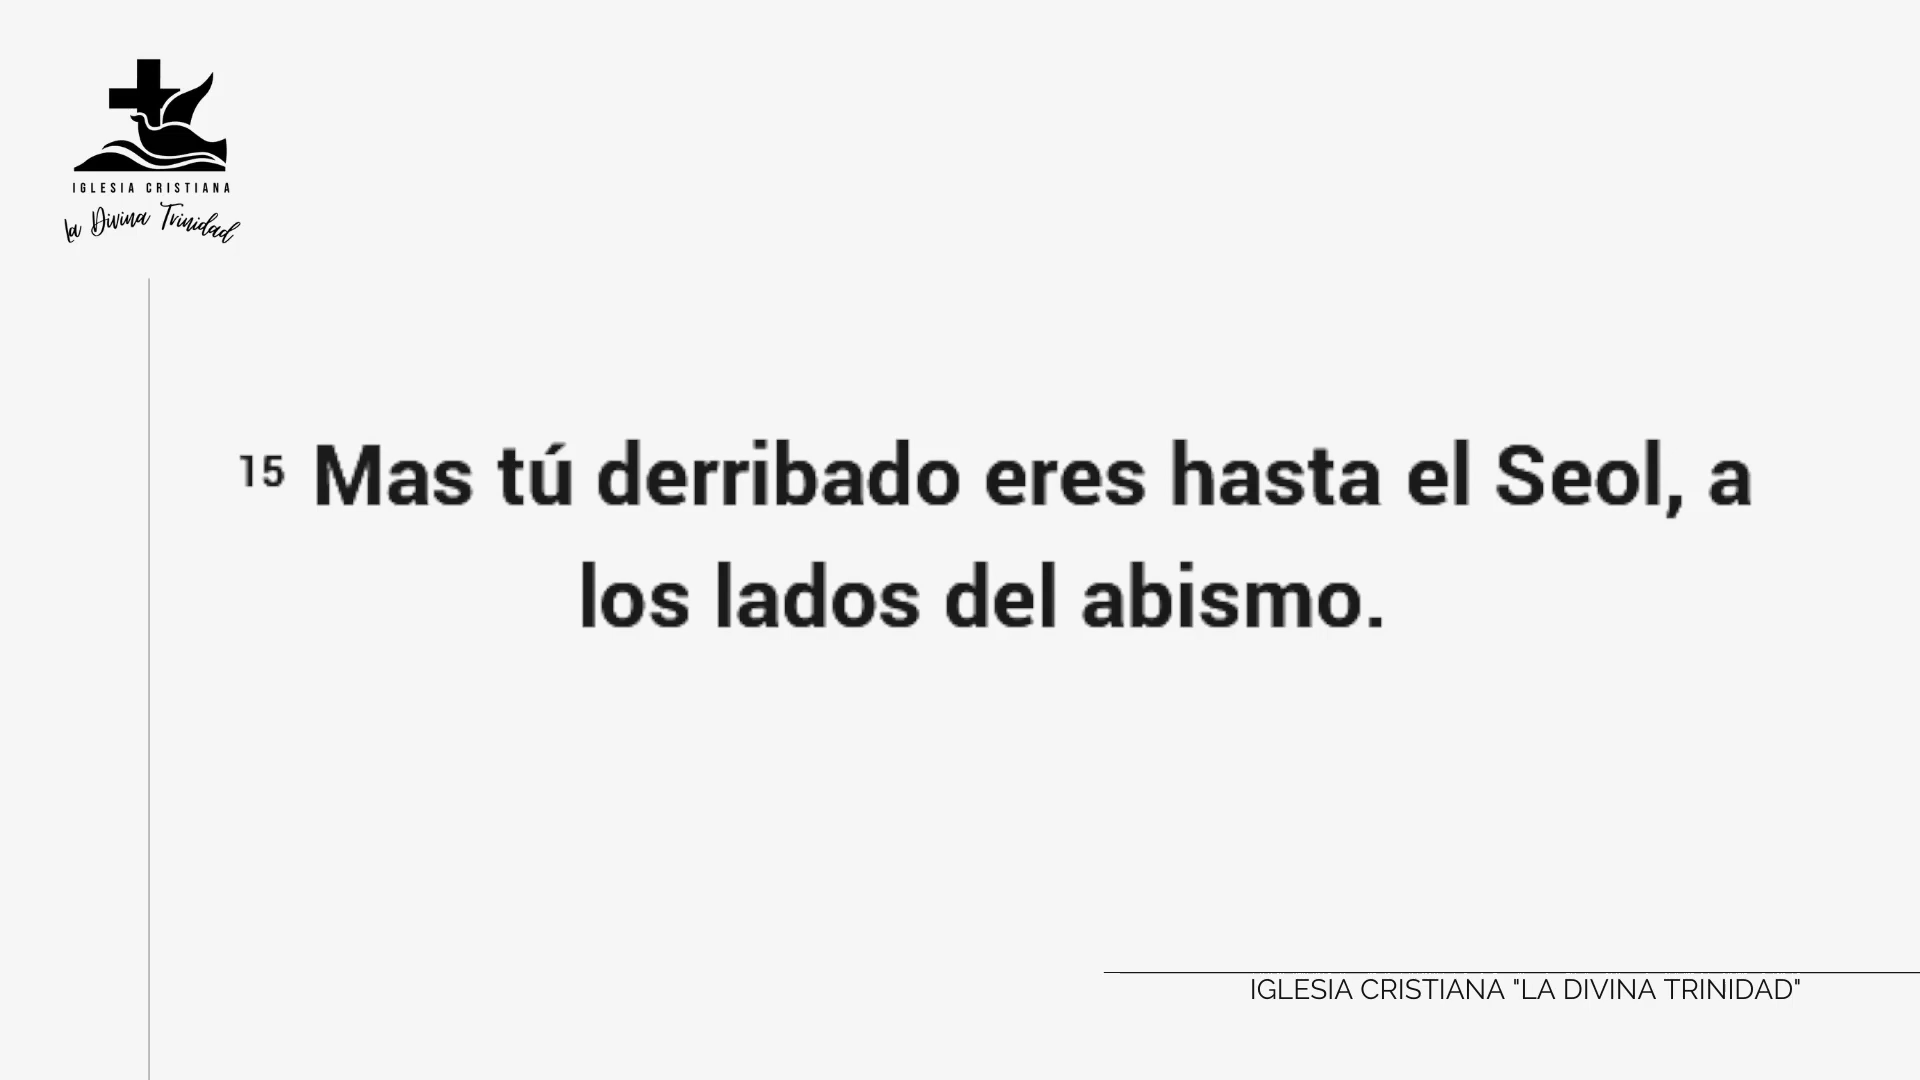 IGLESIA CRISTIANA
La Divina Trinidad
15 Mas tú derribado eres hasta el Seol, a
los lados del abismo.
IGLESIA CRISTIANA "LA DIVINA TRINIDAD"